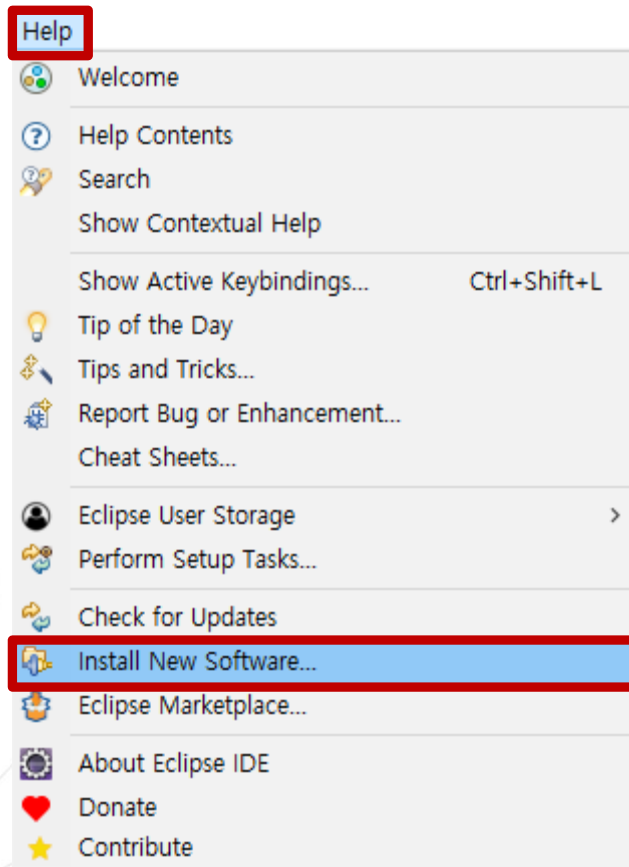 Help
Welcome
Help Contents
Search
Show Contextual Help
Show Active Keybindings... Ctrl+Shift+L
Tip of the Day
Tips and Tricks...
Report Bug or Enhancement...
Cheat Sheets...
Eclipse User Storage >
Perform Setup Tasks...
Check for Updates
Install New Software...
Eclipse Marketplace...
About Eclipse IDE
Donate
Contribute